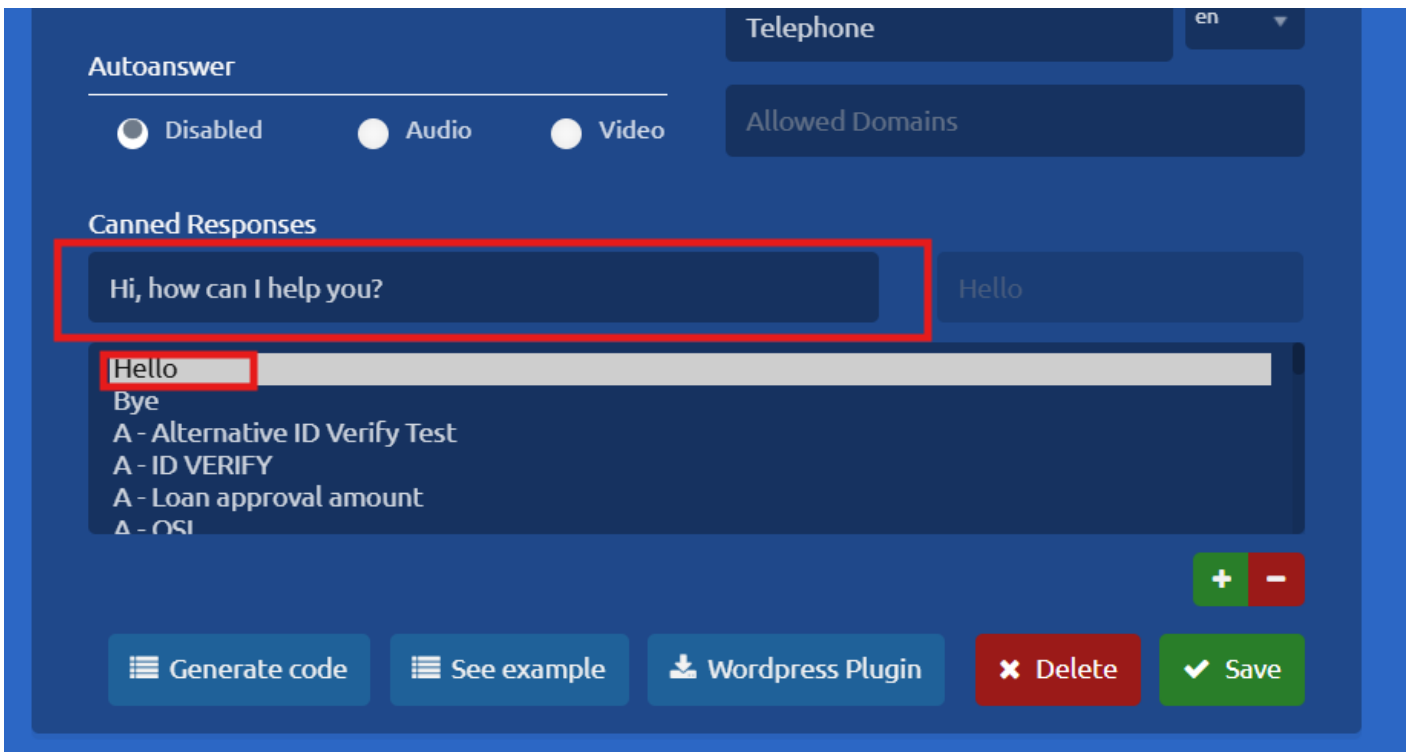 Telephone
en
Autoanswer
Disabled
Audio
Video
Allowed Domains
Canned Responses
Hi, how can I help you?
Hello
Hello
Bye
A - Alternative ID Verify Test
A - ID VERIFY
A - Loan approval amount
Generate code
See example
Wordpress Plugin
Delete
Save